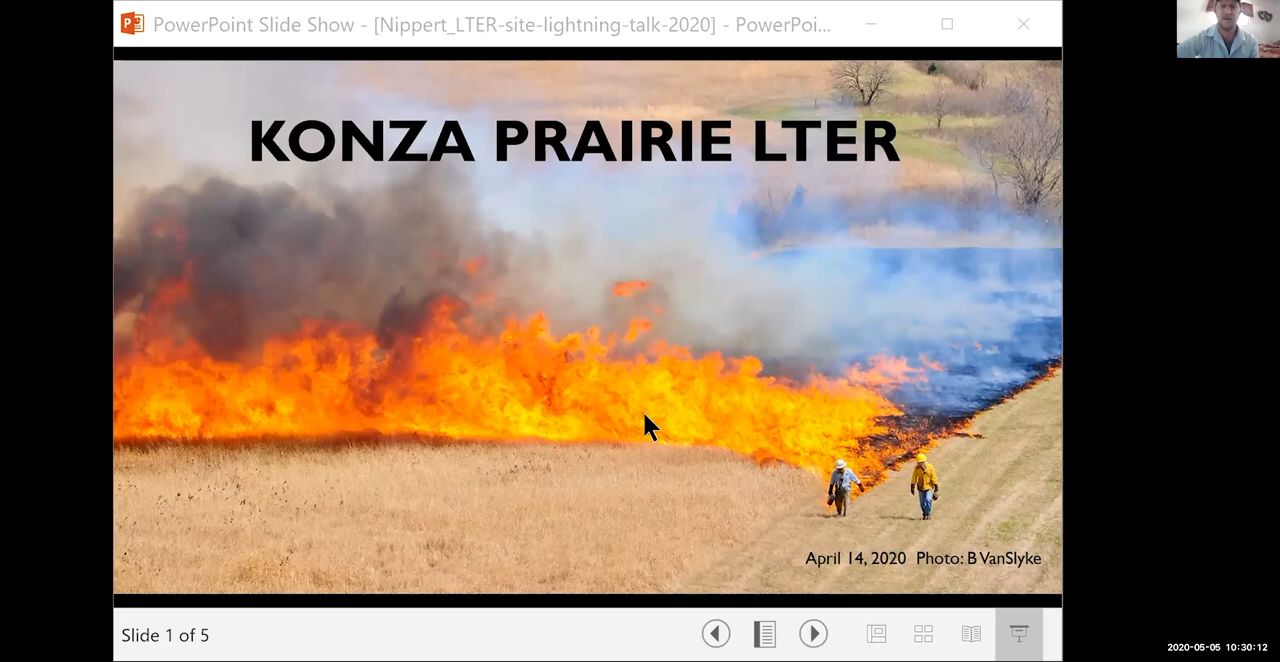 PowerPoint Slide Show - [Nippert_LTER-site-lightning-talk-2020] - PowerPoi...
KONZA PRAIRIE LTER
April 14, 2020 Photo: B VanSlyke
Slide 1 of 5
2020-05-05 10:30:12